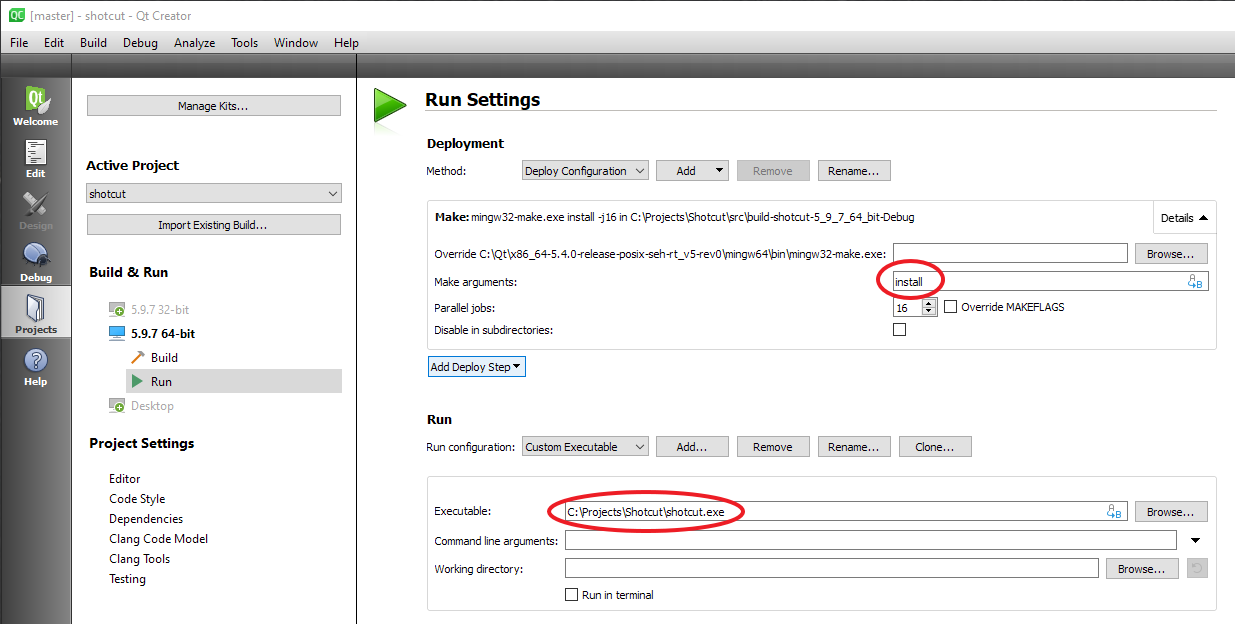 QC [master] - shotcut - Qt Creator
File Edit Build Debug Analyze Tools Window Help
Qt
Welcome
Edit
Design
Debug
Projects
Help
Manage Kits...
Active Project
shotcut
Import Existing Build...
Build & Run
5.9.7 32-bit
5.9.7 64-bit
Build
Run
Desktop
Project Settings
Editor
Code Style
Dependencies
Clang Code Model
Clang Tools
Testing
Run Settings
Deployment
Method: Deploy Configuration Add Remove Rename...
Make: mingw32-make.exe install -j16 in C:\Projects\Shotcut\src\build-shotcut-5_9_7_64_bit-Debug Details
Override C:\Qt\x86_64-5.4.0-release-posix-seh-rt_v5-rev0\mingw64\bin\mingw32-make.exe: Browse...
Make arguments: install
Parallel jobs: 16 Override MAKEFLAGS
Disable in subdirectories:
Add Deploy Step
Run
Run configuration: Custom Executable Add... Remove Rename... Clone...
Executable: C:\Projects\Shotcut\shotcut.exe Browse...
Command line arguments:
Working directory: Browse...
Run in terminal